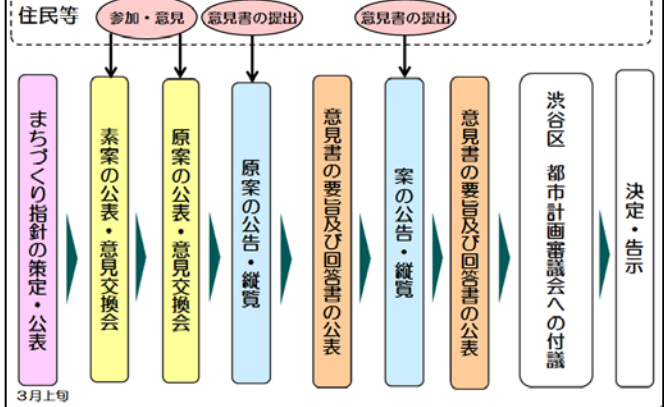 住民等
参加・意見
意見書の提出
意見書の提出
まちづくり指針の策定・公表
素案の公表・意見交換会
原案の公表・意見交換会
原案の公告・縦覧
意見書の要旨及び回答書の公表
案の公告・縦覧
意見書の要旨及び回答書の公表
渋谷区 都市計画審議会への付議
決定・告示
3月上旬